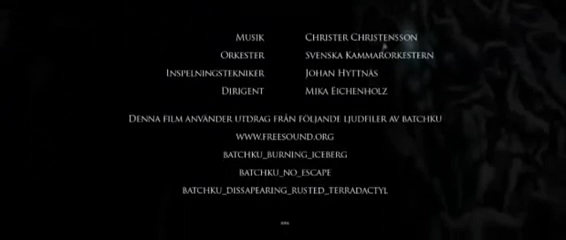 Musik Christer Christensson
Orkester Svenska Kammarorkestern
Inspelningstekniker Johan Hyttnäs
Dirigent Mika Eichenholz
Denna film använder utdrag från följande ljudfiler av batchku
www.freesound.org
batchku_burning_iceberg
batchku_no_escape
batchku_dissapearing_rusted_terradactyl